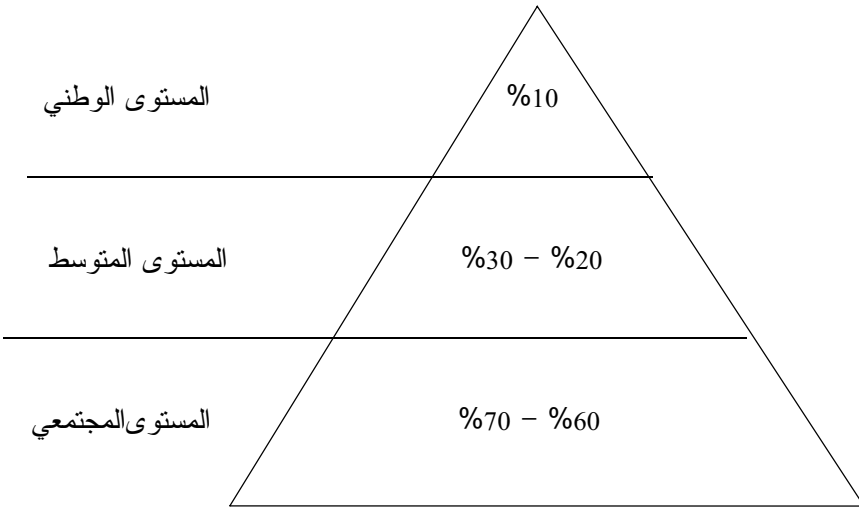 المستوى الوطني
%10
المستوى المتوسط
%30 – %20
المستوىالمجتمعي
%70 – %60